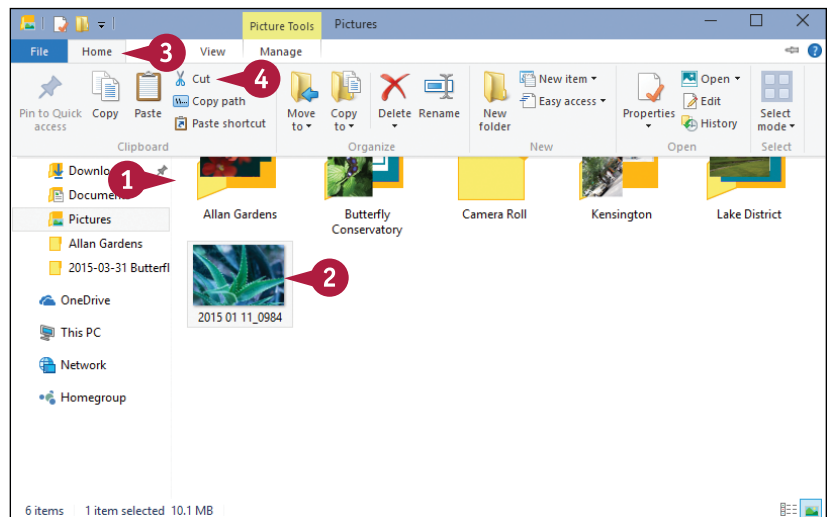 Picture Tools Pictures
File Home View Manage
3
Pin to Quick access
Copy
Paste
Cut
4
Copy path
Paste shortcut
Clipboard
Move to
Copy to
Delete
Rename
Organize
New folder
New item
Easy access
New
Properties
Open
Edit
History
Open
Select mode
Select
1
Documents
Pictures
Allan Gardens
2015-03-31 Butterfl
OneDrive
This PC
Network
Homegroup
Allan Gardens
Butterfly Conservatory
Camera Roll
Kensington
Lake District
2
2015 01 11_0984
6 items 1 item selected 10.1 MB